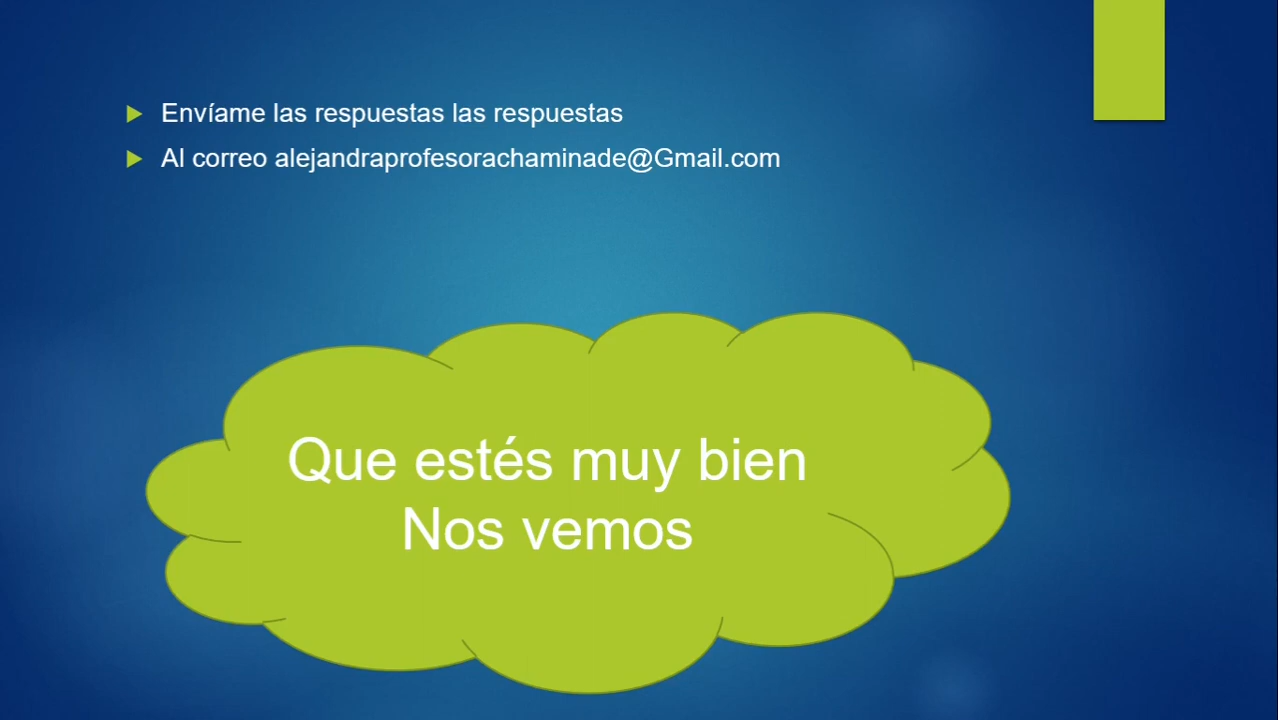 Envíame las respuestas las respuestas
Al correo alejandraprofesorachaminade@Gmail.com
Que estés muy bien
Nos vemos